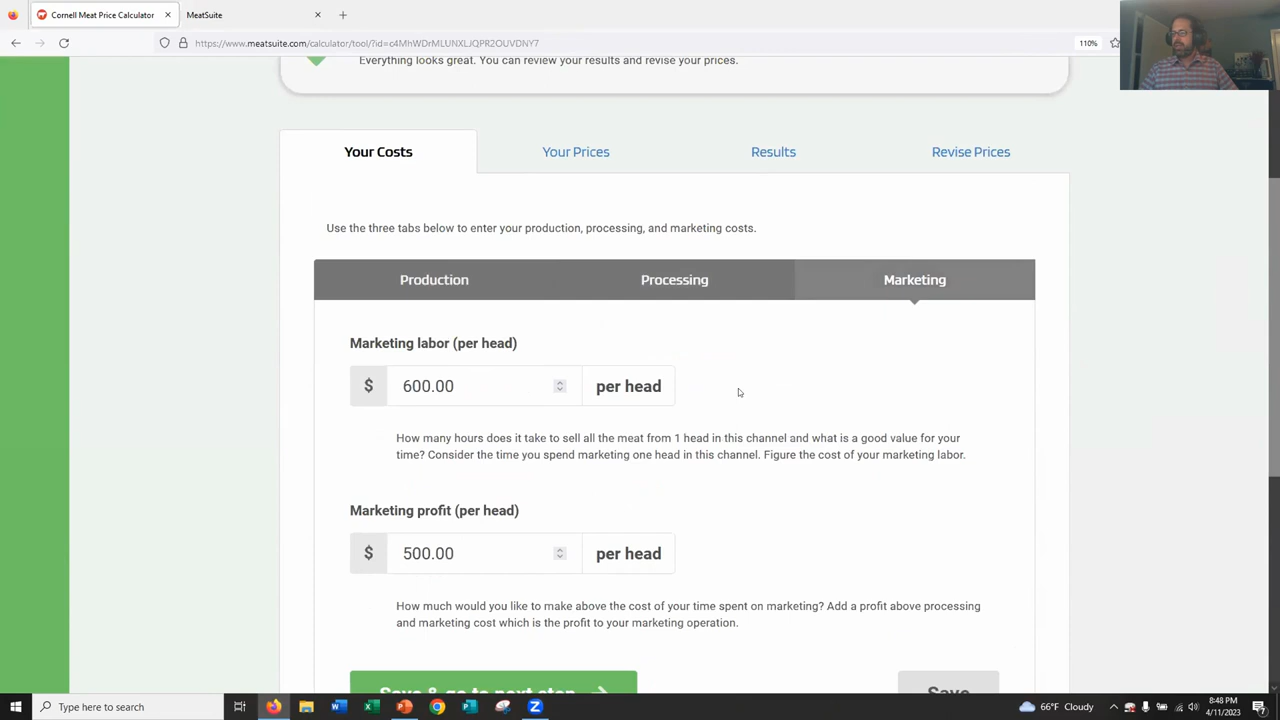 Cornell Meat Price Calculator
MeatSuite
https://www.meatsuite.com/calculator/tool/?id=c4MhWDrMLUNXLJQPR2OUVDNY7
110%
Everything looks great. You can review your results and revise your prices.
Your Costs
Your Prices
Results
Revise Prices
Use the three tabs below to enter your production, processing, and marketing costs.
Production
Processing
Marketing
Marketing labor (per head)
$ 600.00 per head
How many hours does it take to sell all the meat from 1 head in this channel and what is a good value for your
time? Consider the time you spend marketing one head in this channel. Figure the cost of your marketing labor.
Marketing profit (per head)
$ 500.00 per head
How much would you like to make above the cost of your time spent on marketing? Add a profit above processing
and marketing cost which is the profit to your marketing operation.
Save & go to next step
Save
Type here to search
66°F Cloudy
8:48 PM
4/11/2023